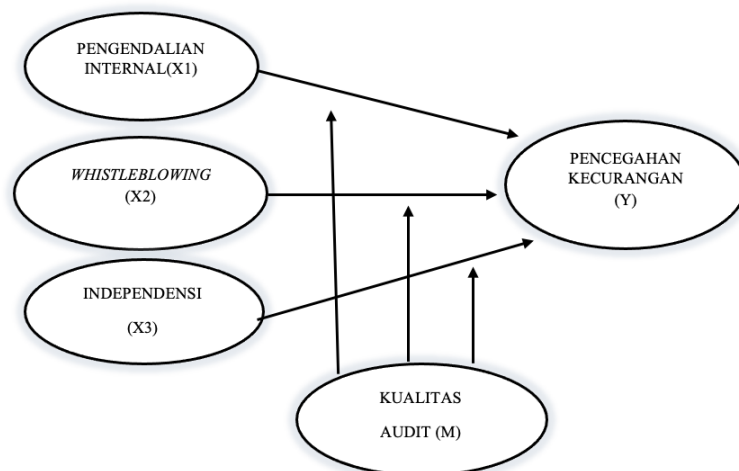 PENGENDALIAN
INTERNAL(X1)
WHISTLEBLOWING
(X2)
INDEPENDENSI
(X3)
PENCEGAHAN
KECURANGAN
(Y)
KUALITAS
AUDIT (M)